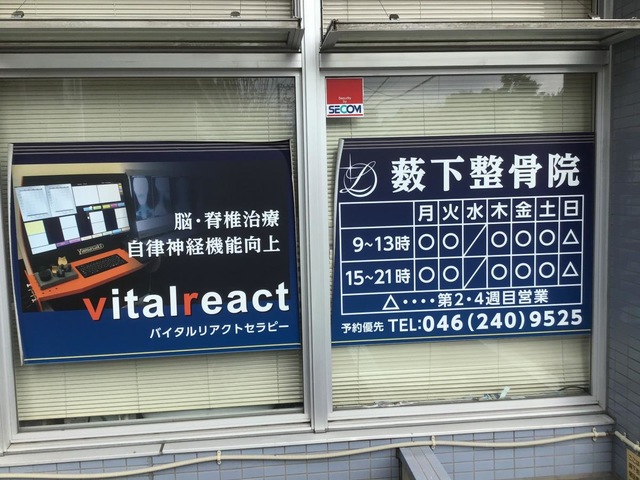 脳・脊椎治療
自律神経機能向上
vitalreact
バイタルリアクトセラピー
Security by
SECOM
薮下整骨院
月 火 水 木 金 土 日
9~13時 ○ ○ ／ ○ ○ ○ △
15~21時 ○ ○ ／ ○ ○ ○ △
△・・・・第2・4週目営業
予約優先 TEL:046(240)9525